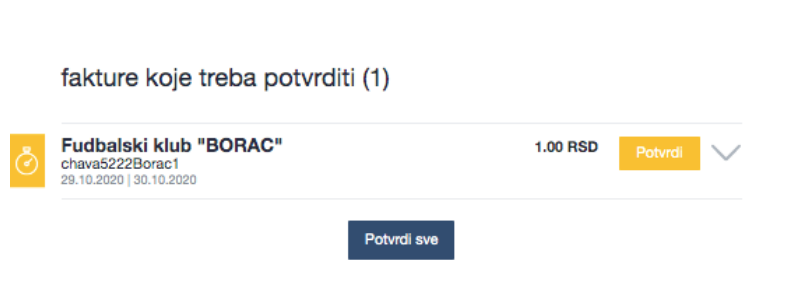 fakture koje treba potvrditi (1)
Fudbalski klub "BORAC" 1.00 RSD Potvrdi
chava5222Borac1
29.10.2020 | 30.10.2020
Potvrdi sve